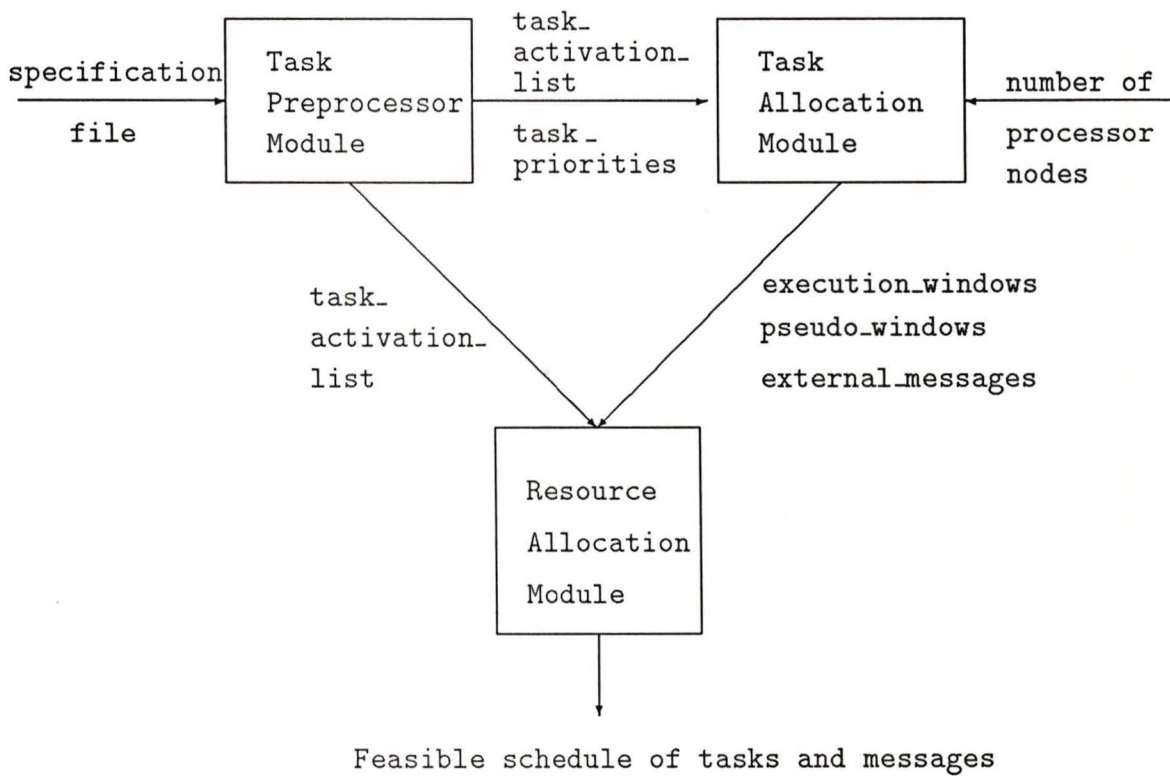 specification
file
Task
Preprocessor
Module
task_
activation_
list
task_
priorities
Task
Allocation
Module
number of
processor
nodes
task_
activation_
list
execution_windows
pseudo_windows
external_messages
Resource
Allocation
Module
Feasible schedule of tasks and messages